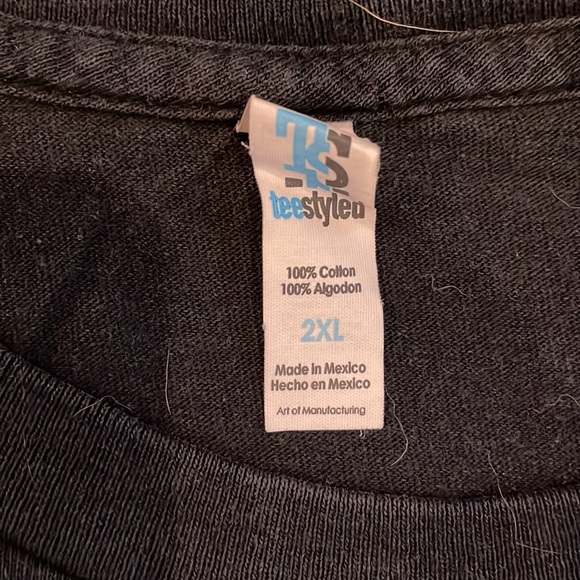 TS
teestyled
100% Cotton
100% Algodon
2XL
Made in Mexico
Hecho en Mexico
Art of Manufacturing